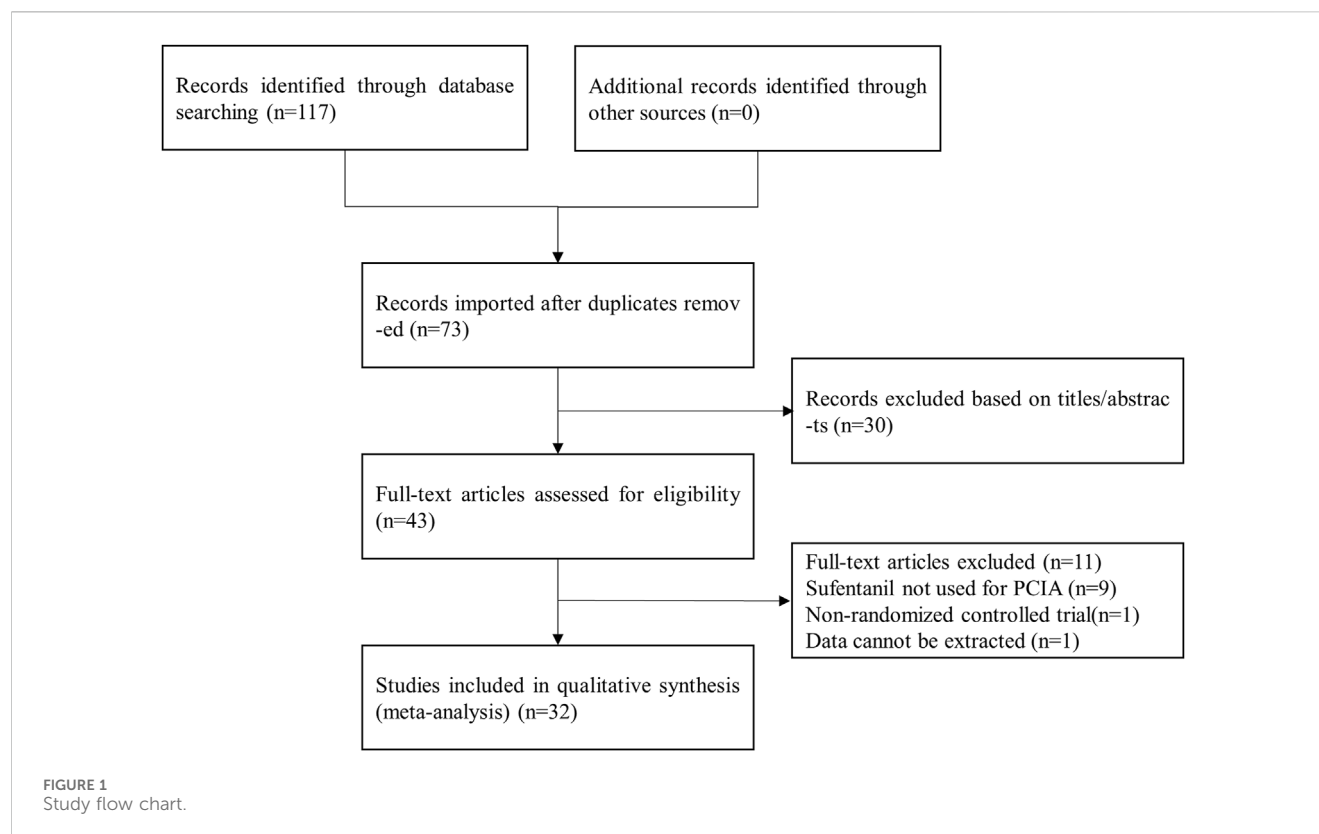 Records identified through database
searching (n=117)
Additional records identified through
other sources (n=0)
Records imported after duplicates remov
-ed (n=73)
Records excluded based on titles/abstrac
-ts (n=30)
Full-text articles assessed for eligibility
(n=43)
Full-text articles excluded (n=11)
Sufentanil not used for PCIA (n=9)
Non-randomized controlled trial(n=1)
Data cannot be extracted (n=1)
Studies included in qualitative synthesis
(meta-analysis) (n=32)
FIGURE 1
Study flow chart.